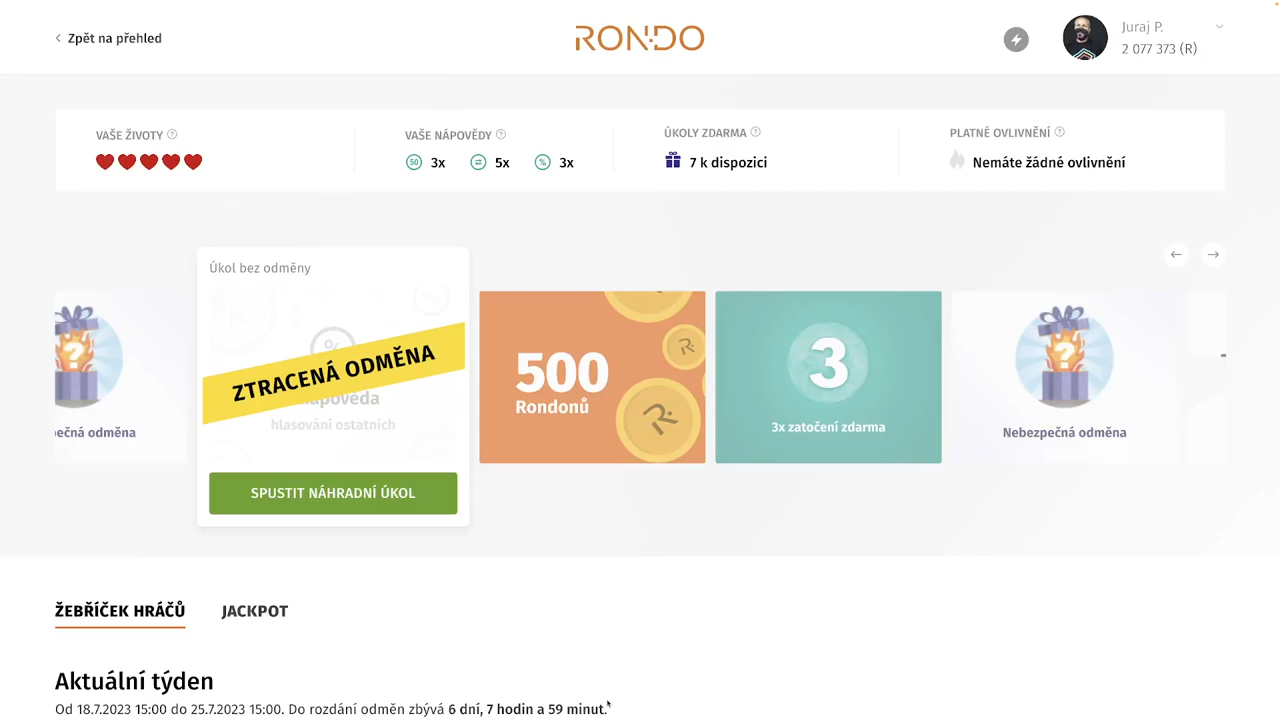 Zpět na přehled
RONDO
Juraj P.
2 077 373 (R)
VAŠE ŽIVOTY
VAŠE NÁPOVĚDY
50 3x
5x
% 3x
ÚKOLY ZDARMA
7 k dispozici
PLATNÉ OVLIVNĚNÍ
Nemáte žádné ovlivnění
Úkol bez odměny
%
ZTRACENÁ ODMĚNA
hlasování ostatních
SPUSTIT NÁHRADNÍ ÚKOL
500
Rondonů
3
3x zatočení zdarma
?
Nebezpečná odměna
ŽEBŘÍČEK HRÁČŮ
JACKPOT
Aktuální týden
Od 18.7.2023 15:00 do 25.7.2023 15:00. Do rozdání odměn zbývá 6 dní, 7 hodin a 59 minut.